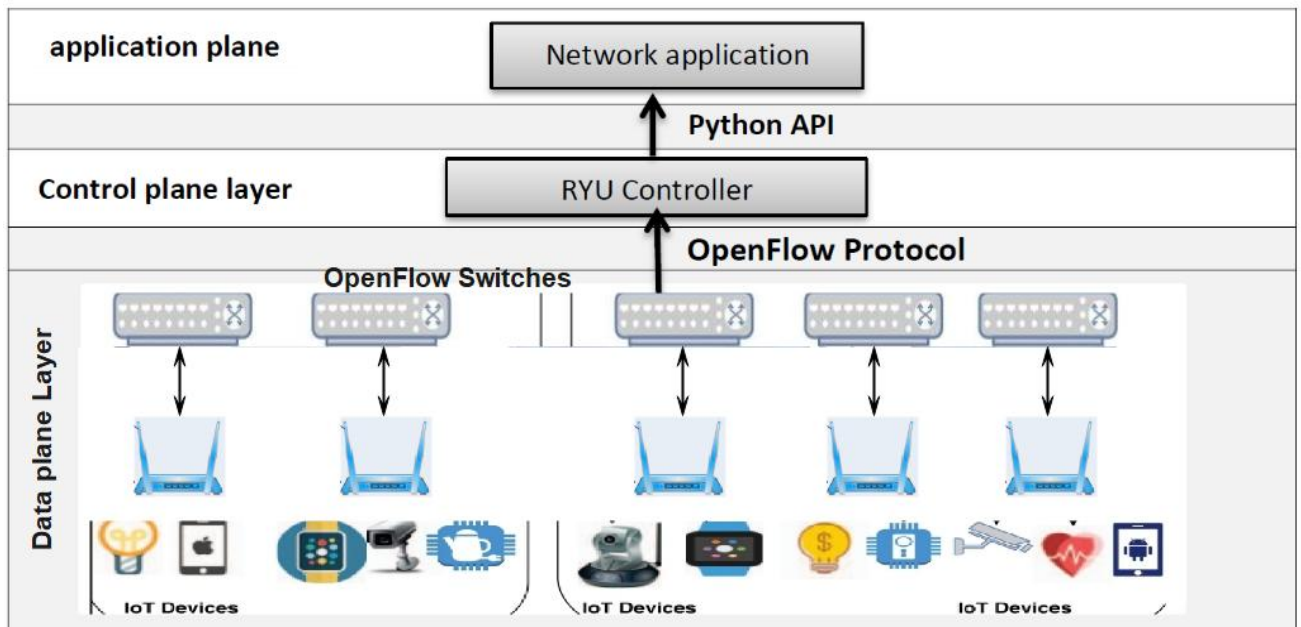 application plane
Network application
Python API
Control plane layer
RYU Controller
OpenFlow Protocol
OpenFlow Switches
Data plane Layer
$
IoT Devices
IoT Devices
IoT Devices